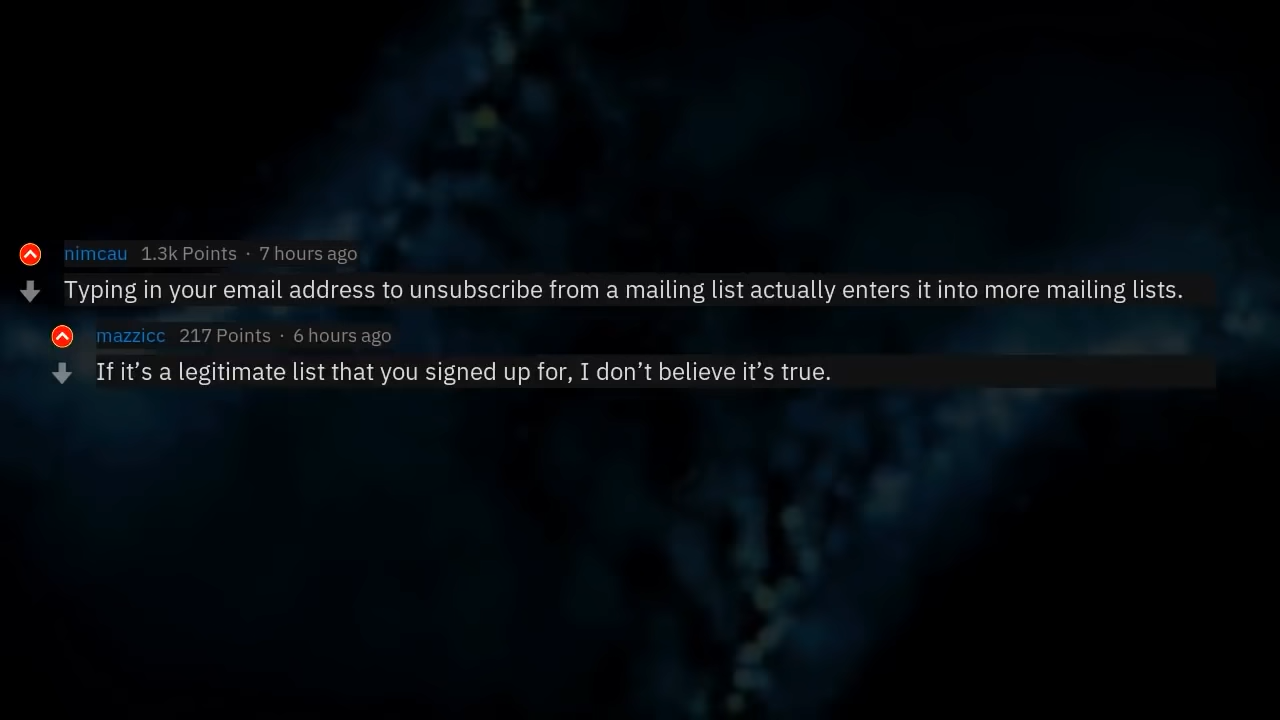 nimcau 1.3k Points · 7 hours ago
Typing in your email address to unsubscribe from a mailing list actually enters it into more mailing lists.
mazzicc 217 Points · 6 hours ago
If it’s a legitimate list that you signed up for, I don’t believe it’s true.